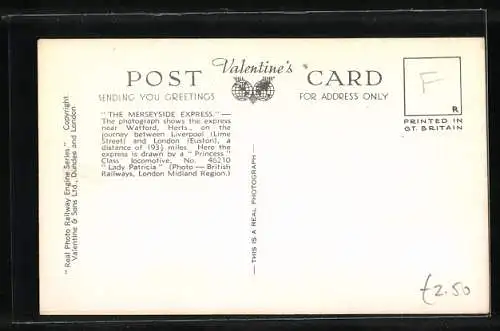 Valentine's
POST CARD
SENDING YOU GREETINGS
FOR ADDRESS ONLY
F
R
PRINTED IN
GT. BRITAIN
"THE MERSEYSIDE EXPRESS."—
The photograph shows the express
near Watford, Herts., on the
journey between Liverpool (Lime
Street) and London (Euston), a
distance of 193½ miles. Here the
express is drawn by a "Princess"
Class locomotive, No. 46210
"Lady Patricia" (Photo — British
Railways, London Midland Region.)
"Real Photo Railway Engine Series." Copyright
Valentine & Sons Ltd., Dundee and London
— THIS IS A REAL PHOTOGRAPH —
£2.50